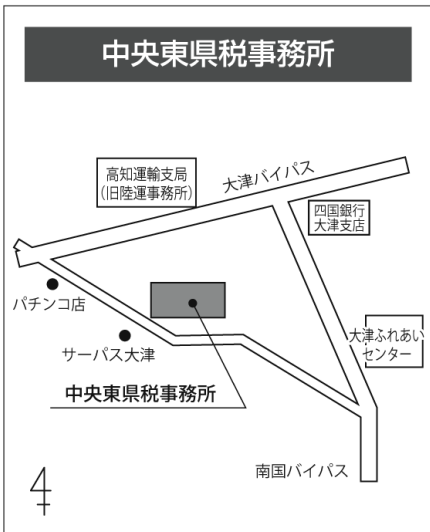 中央東県税事務所
高知運輸支局
（旧陸運事務所）
大津バイパス
四国銀行
大津支店
パチンコ店
サーパス大津
大津ふれあい
センター
中央東県税事務所
南国バイパス